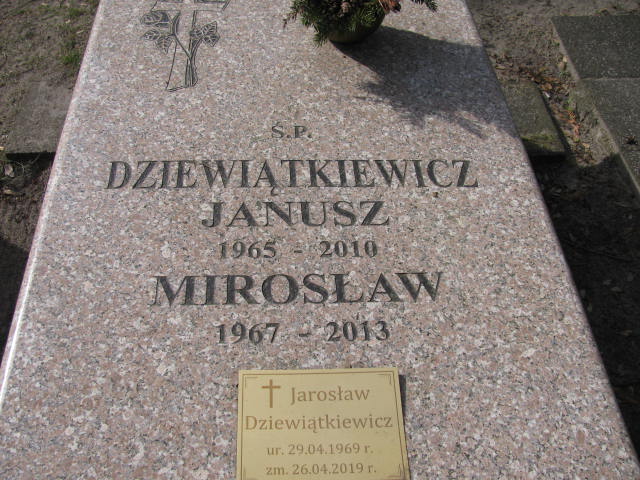 Ś.P.
DZIEWIĄTKIEWICZ
JANUSZ
1965 - 2010
MIROSŁAW
1967 - 2013
Jarosław
Dziewiątkiewicz
ur. 29.04.1969 r.
zm. 26.04.2019 r.